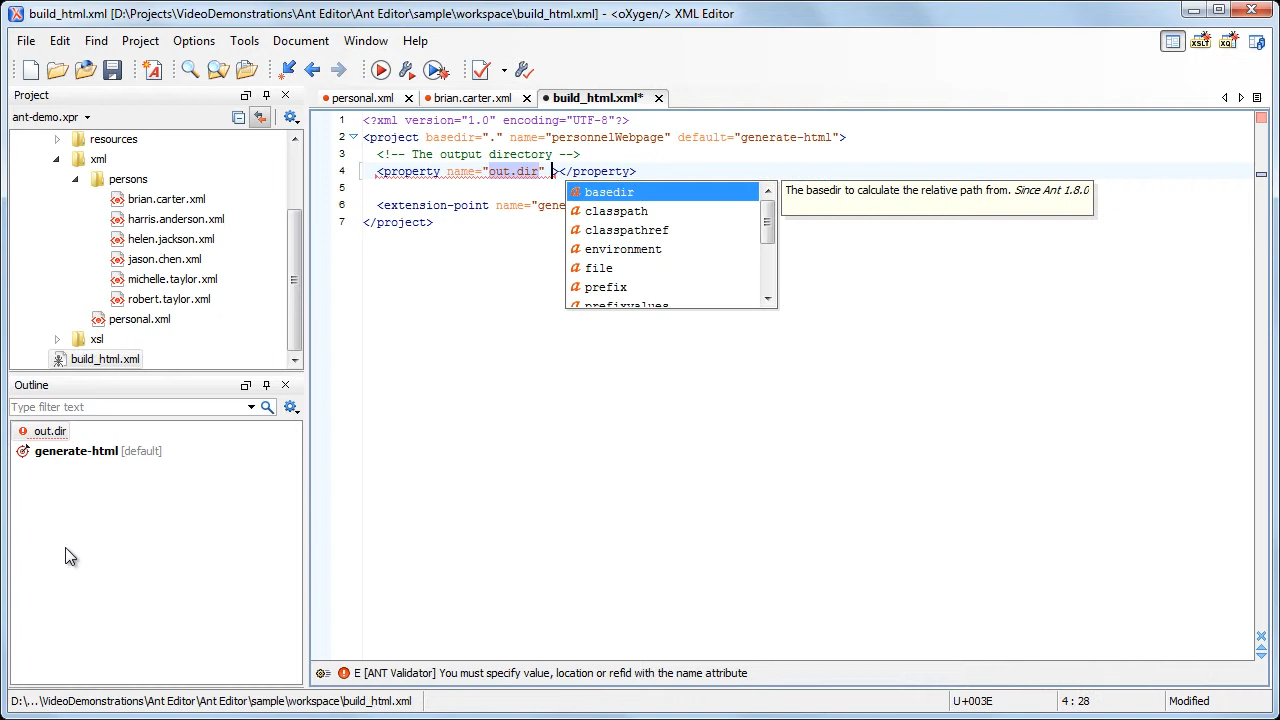 build_html.xml [D:\Projects\VideoDemonstrations\Ant Editor\Ant Editor\sample\workspace\build_html.xml] - <oXygen/> XML Editor
File Edit Find Project Options Tools Document Window Help
Project
ant-demo.xpr
resources
xml
persons
brian.carter.xml
harris.anderson.xml
helen.jackson.xml
jason.chen.xml
michelle.taylor.xml
robert.taylor.xml
personal.xml
xsl
build_html.xml
Outline
Type filter text
out.dir
generate-html [default]
personal.xml brian.carter.xml build_html.xml*
1 <?xml version="1.0" encoding="UTF-8"?>
2 <project basedir="." name="personnelWebpage" default="generate-html">
3 <!-- The output directory -->
4 <property name="out.dir" ></property>
5
6 <extension-point name="gene
7 </project>
basedir
classpath
classpathref
environment
file
prefix
prefixvalues
The basedir to calculate the relative path from. Since Ant 1.8.0
E [ANT Validator] You must specify value, location or refid with the name attribute
D:\...\VideoDemonstrations\Ant Editor\Ant Editor\sample\workspace\build_html.xml U+003E 4 : 28 Modified